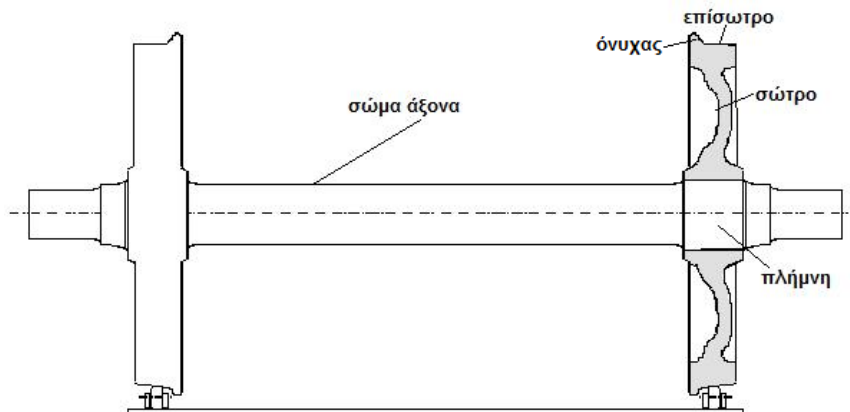 επίσωτρο
όνυχας
σώτρο
σώμα άξονα
πλήμνη